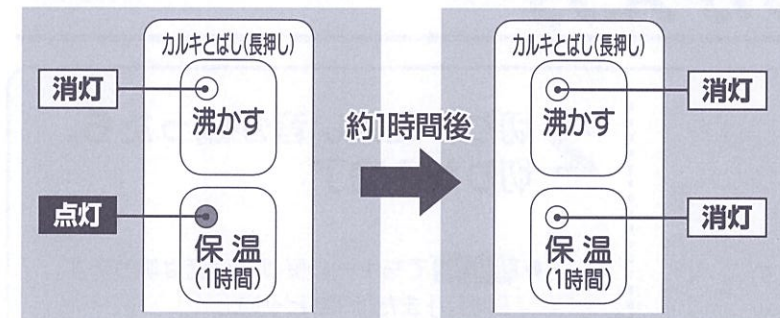 カルキとばし(長押し)
消灯
沸かす
点灯
保温
(1時間)
約1時間後
カルキとばし(長押し)
消灯
沸かす
消灯
保温
(1時間)